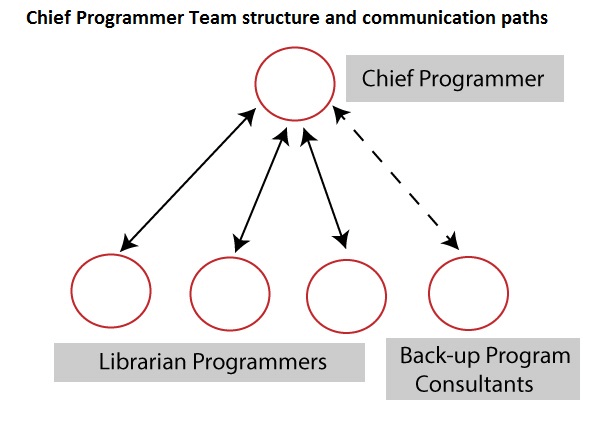 Chief Programmer Team structure and communication paths
Chief Programmer
Librarian Programmers
Back-up Program
Consultants